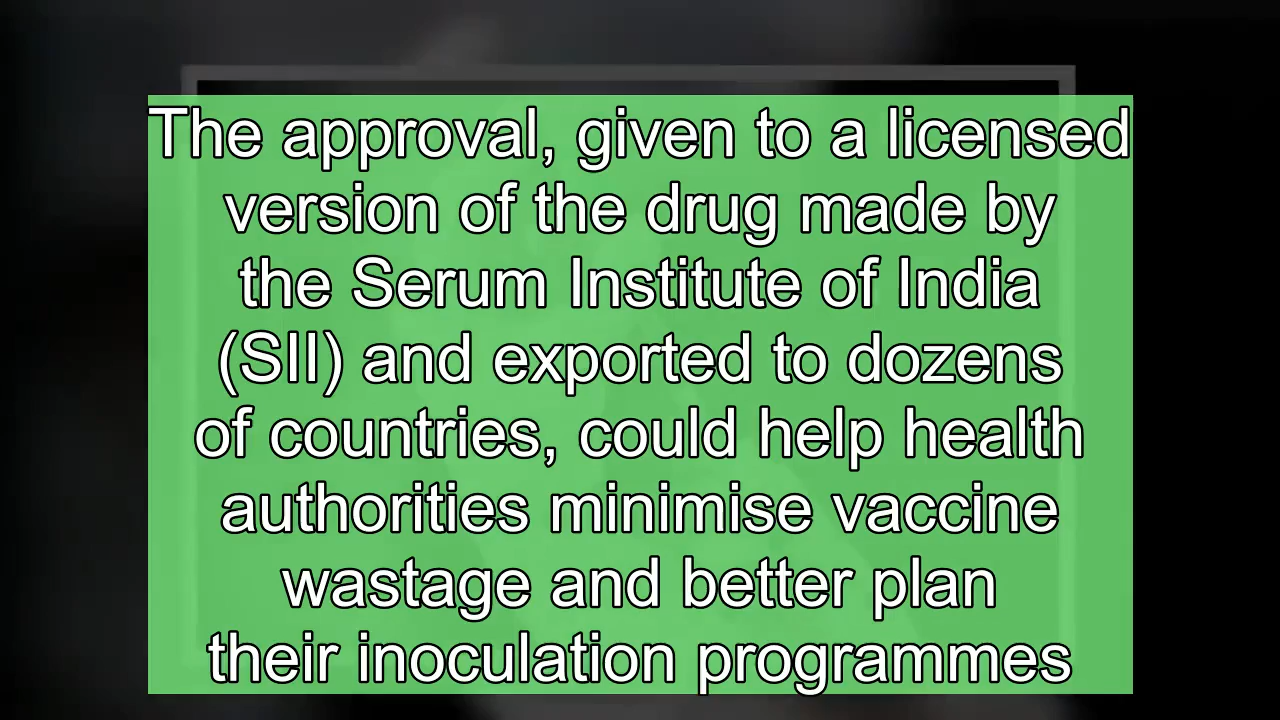 The approval, given to a licensed
version of the drug made by
the Serum Institute of India
(SII) and exported to dozens
of countries, could help health
authorities minimise vaccine
wastage and better plan
their inoculation programmes